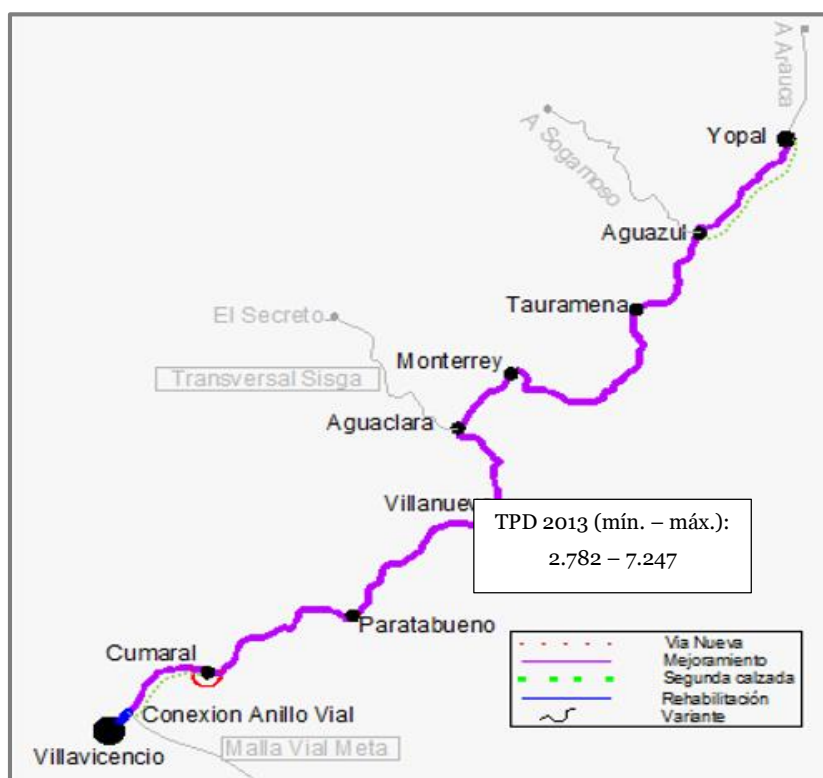 A Arauca
Yopal
A Sogamoso
Aguazul
Tauramena
El Secreto
Monterrey
Transversal Sisga
Aguaclara
Villanuev
TPD 2013 (mín. – máx.):
2.782 – 7.247
Paratabueno
Cumaral
Conexion Anillo Vial
Villavicencio
Malla Vial Meta
Via Nueva
Mejoramiento
Segunda calzada
Rehabilitación
Variante